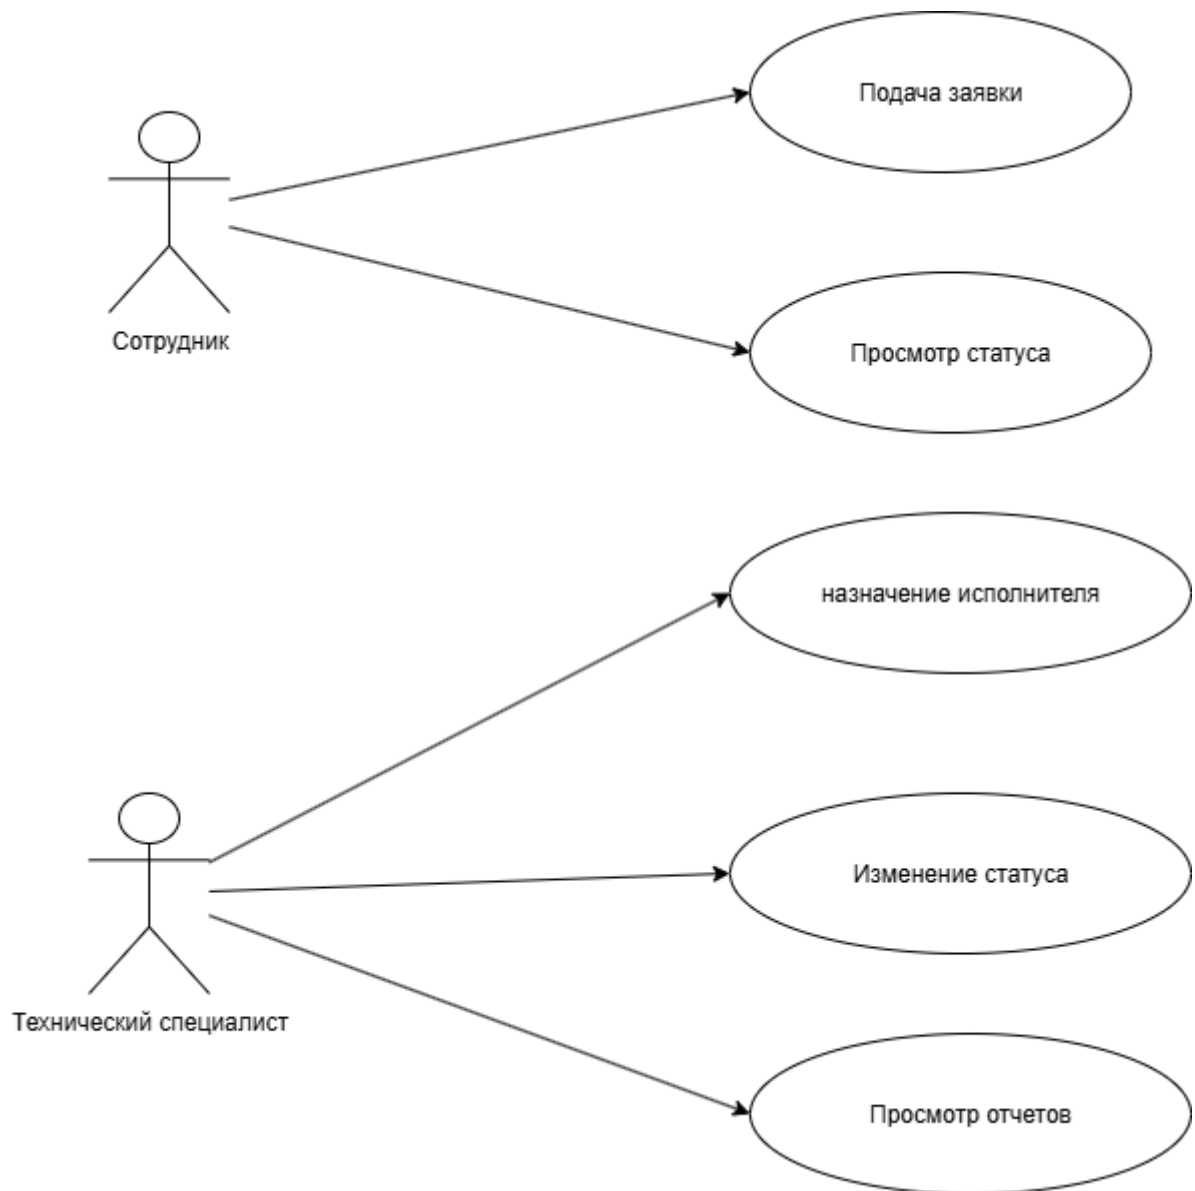 Подача заявки
Сотрудник
Просмотр статуса
назначение исполнителя
Изменение статуса
Технический специалист
Просмотр отчетов